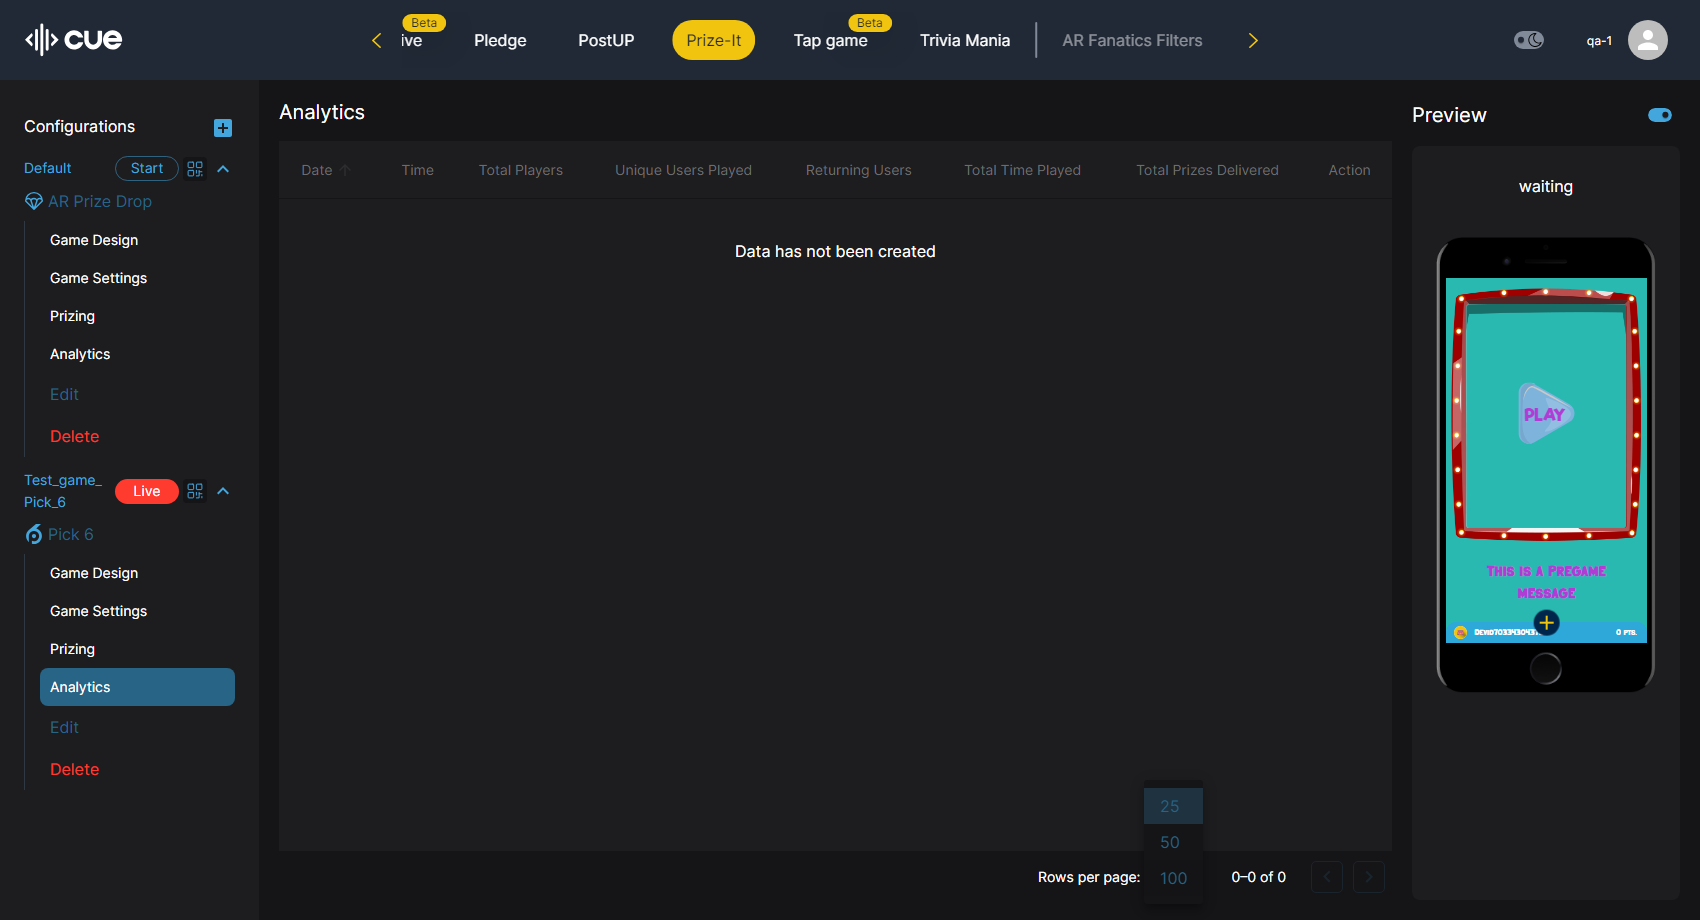 cue
Beta
ive
Pledge
PostUP
Prize-It
Beta
Tap game
Trivia Mania
AR Fanatics Filters
qa-1
Configurations
Default
Start
AR Prize Drop
Game Design
Game Settings
Prizing
Analytics
Edit
Delete
Test_game_
Pick_6
Live
Pick 6
Game Design
Game Settings
Prizing
Analytics
Edit
Delete
Analytics
Date
Time
Total Players
Unique Users Played
Returning Users
Total Time Played
Total Prizes Delivered
Action
Data has not been created
25
50
100
Rows per page:
0–0 of 0
Preview
waiting
PLAY
THIS IS A PREGAME
MESSAGE
0 PTS.